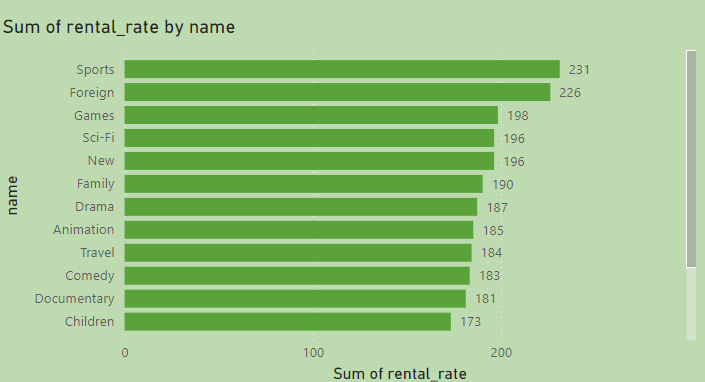 Sum of rental_rate by name
name
Sports 231
Foreign 226
Games 198
Sci-Fi 196
New 196
Family 190
Drama 187
Animation 185
Travel 184
Comedy 183
Documentary 181
Children 173
0 100 200
Sum of rental_rate